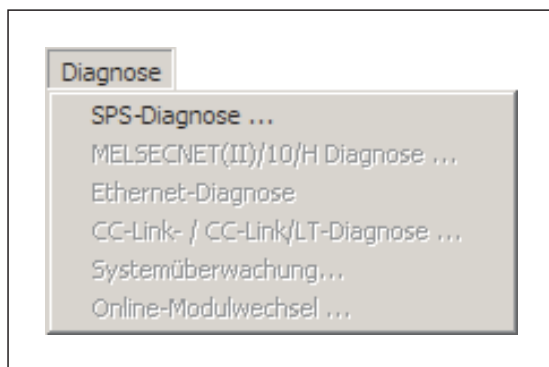 Diagnose
SPS-Diagnose ...
MELSECNET(II)/10/H Diagnose ...
Ethernet-Diagnose
CC-Link- / CC-Link/LT-Diagnose ...
Systemüberwachung...
Online-Modulwechsel ...